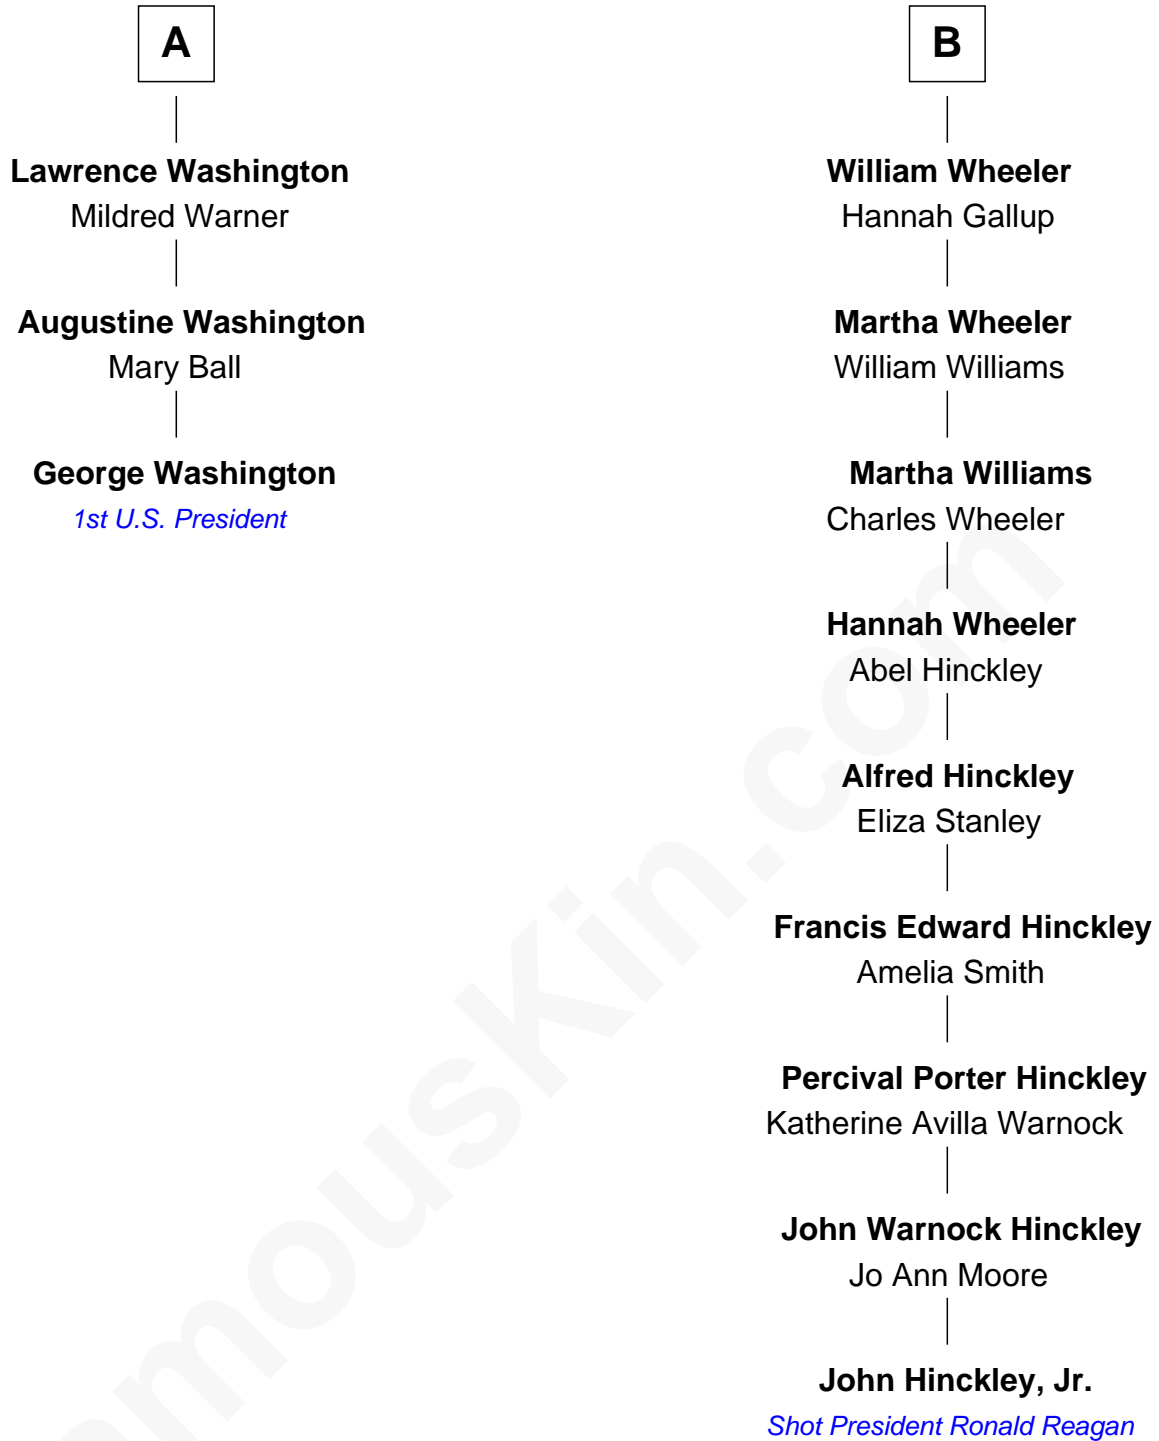 A
Lawrence Washington
Mildred Warner
Augustine Washington
Mary Ball
George Washington
1st U.S. President
B
William Wheeler
Hannah Gallup
Martha Wheeler
William Williams
Martha Williams
Charles Wheeler
Hannah Wheeler
Abel Hinckley
Alfred Hinckley
Eliza Stanley
Francis Edward Hinckley
Amelia Smith
Percival Porter Hinckley
Katherine Avilla Warnock
John Warnock Hinckley
Jo Ann Moore
John Hinckley, Jr.
Shot President Ronald Reagan
amouskin.com